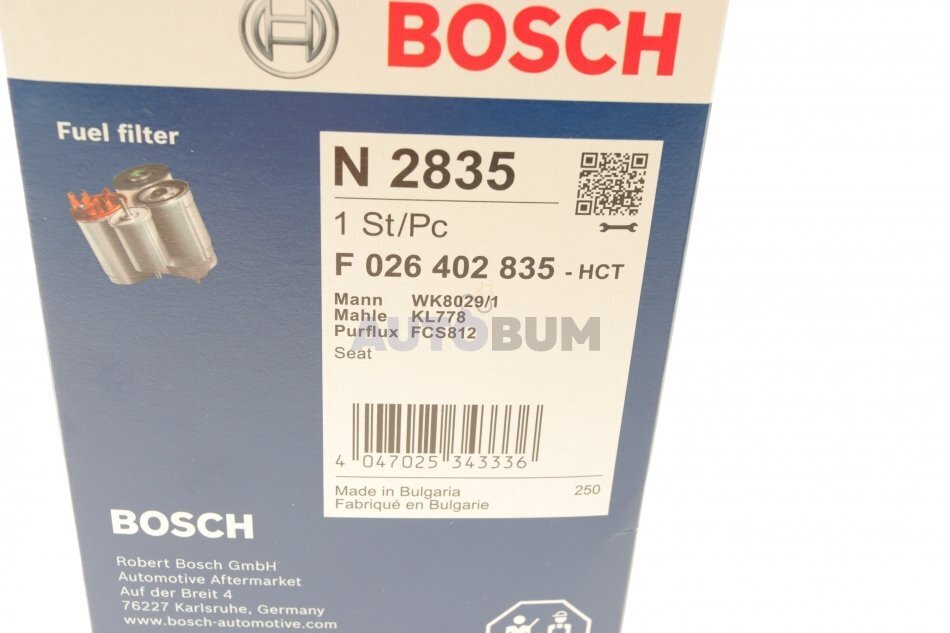 BOSCH
Fuel filter
N 2835
1 St/Pc
F 026 402 835 - HCT
Mann WK8029/1
Mahle KL778
Purflux FCS812
AUTOBUM
Seat
4 047025 343336
Made in Bulgaria 250
Fabriqué en Bulgarie
BOSCH
Robert Bosch GmbH
Automotive Aftermarket
Auf der Breit 4
76227 Karlsruhe, Germany
www.bosch-automotive.com